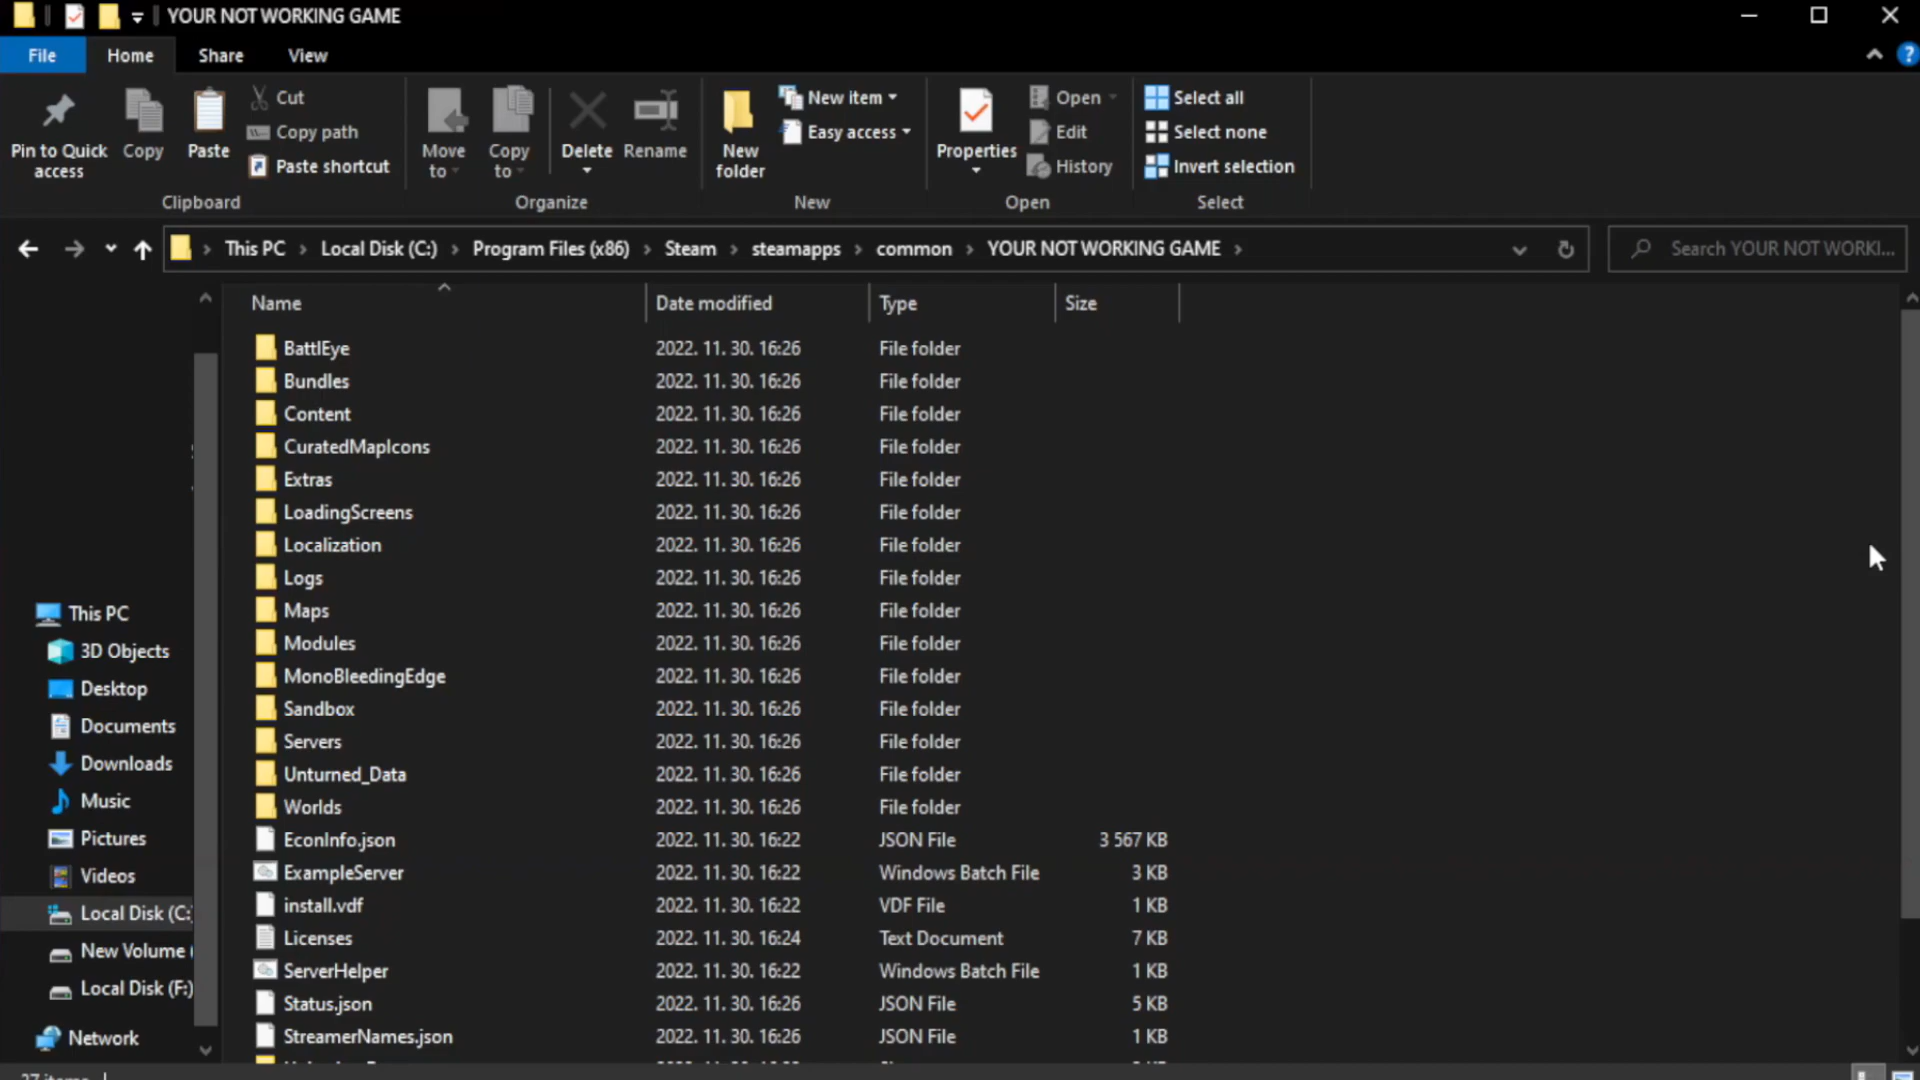 YOUR NOT WORKING GAME
File Home Share View
Pin to Quick access
Copy
Paste
Cut
Copy path
Paste shortcut
Clipboard
Move to
Copy to
Delete
Rename
Organize
New folder
New item
Easy access
New
Properties
Open
Edit
History
Open
Select all
Select none
Invert selection
Select
This PC > Local Disk (C:) > Program Files (x86) > Steam > steamapps > common > YOUR NOT WORKING GAME >
Search YOUR NOT WORKI...
This PC
3D Objects
Desktop
Documents
Downloads
Music
Pictures
Videos
Local Disk (C:
New Volume (
Local Disk (F:)
Network
Name Date modified Type Size
BattlEye 2022. 11. 30. 16:26 File folder
Bundles 2022. 11. 30. 16:26 File folder
Content 2022. 11. 30. 16:26 File folder
CuratedMapIcons 2022. 11. 30. 16:26 File folder
Extras 2022. 11. 30. 16:26 File folder
LoadingScreens 2022. 11. 30. 16:26 File folder
Localization 2022. 11. 30. 16:26 File folder
Logs 2022. 11. 30. 16:26 File folder
Maps 2022. 11. 30. 16:26 File folder
Modules 2022. 11. 30. 16:26 File folder
MonoBleedingEdge 2022. 11. 30. 16:26 File folder
Sandbox 2022. 11. 30. 16:26 File folder
Servers 2022. 11. 30. 16:26 File folder
Unturned_Data 2022. 11. 30. 16:26 File folder
Worlds 2022. 11. 30. 16:26 File folder
EconInfo.json 2022. 11. 30. 16:22 JSON File 3 567 KB
ExampleServer 2022. 11. 30. 16:22 Windows Batch File 3 KB
install.vdf 2022. 11. 30. 16:22 VDF File 1 KB
Licenses 2022. 11. 30. 16:24 Text Document 7 KB
ServerHelper 2022. 11. 30. 16:22 Windows Batch File 1 KB
Status.json 2022. 11. 30. 16:26 JSON File 5 KB
StreamerNames.json 2022. 11. 30. 16:26 JSON File 1 KB